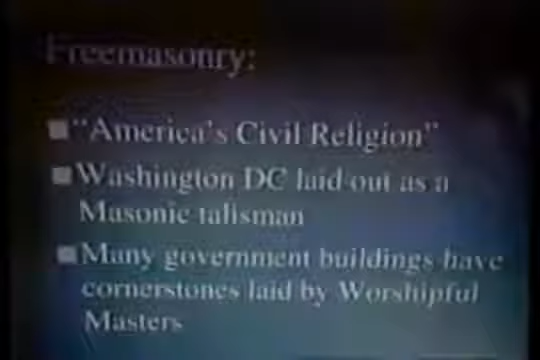 Freemasonry:
"America's Civil Religion"
Washington DC laid out as a
Masonic talisman
Many government buildings have
cornerstones laid by Worshipful
Masters